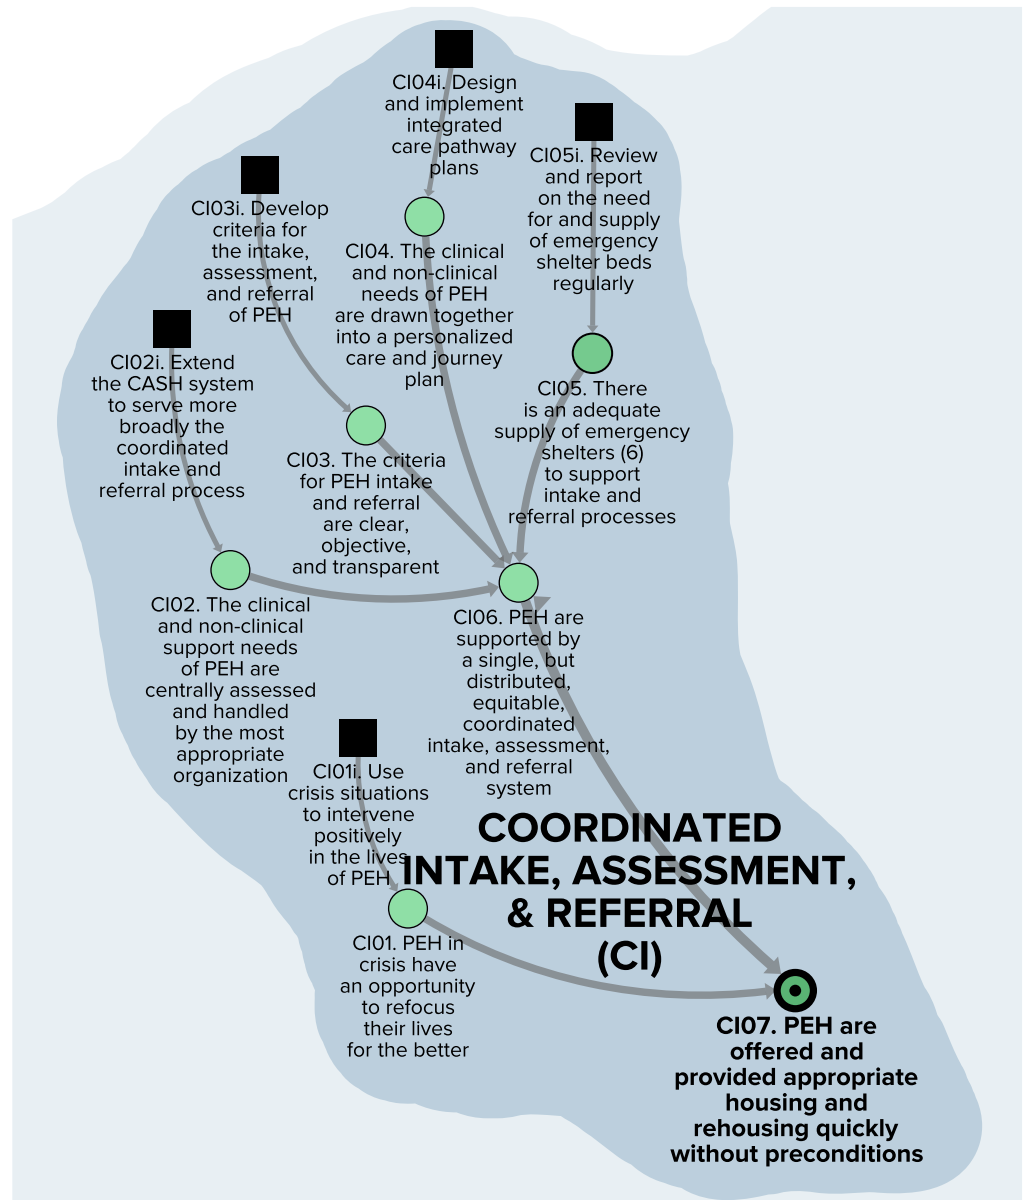 CI04i. Design
and implement
integrated
care pathway
plans
CI05i. Review
and report
on the need
for and supply
of emergency
shelter beds
regularly
CI03i. Develop
criteria for
the intake,
assessment,
and referral
of PEH
CI04. The clinical
and non-clinical
needs of PEH
are drawn together
into a personalized
care and journey
plan
CI02i. Extend
the CASH system
to serve more
broadly the
coordinated
intake and
referral process
CI05. There
is an adequate
supply of emergency
shelters (6)
to support
intake and
referral processes
CI03. The criteria
for PEH intake
and referral
are clear,
objective,
and transparent
CI02. The clinical
and non-clinical
support needs
of PEH are
centrally assessed
and handled
by the most
appropriate
organization
CI06. PEH are
supported by
a single, but
distributed,
equitable,
coordinated
intake, assessment,
and referral
system
CI01i. Use
crisis situations
to intervene
positively
in the lives
of PEH
COORDINATED
INTAKE, ASSESSMENT,
& REFERRAL
(CI)
CI01. PEH in
crisis have
an opportunity
to refocus
their lives
for the better
CI07. PEH are
offered and
provided appropriate
housing and
rehousing quickly
without preconditions